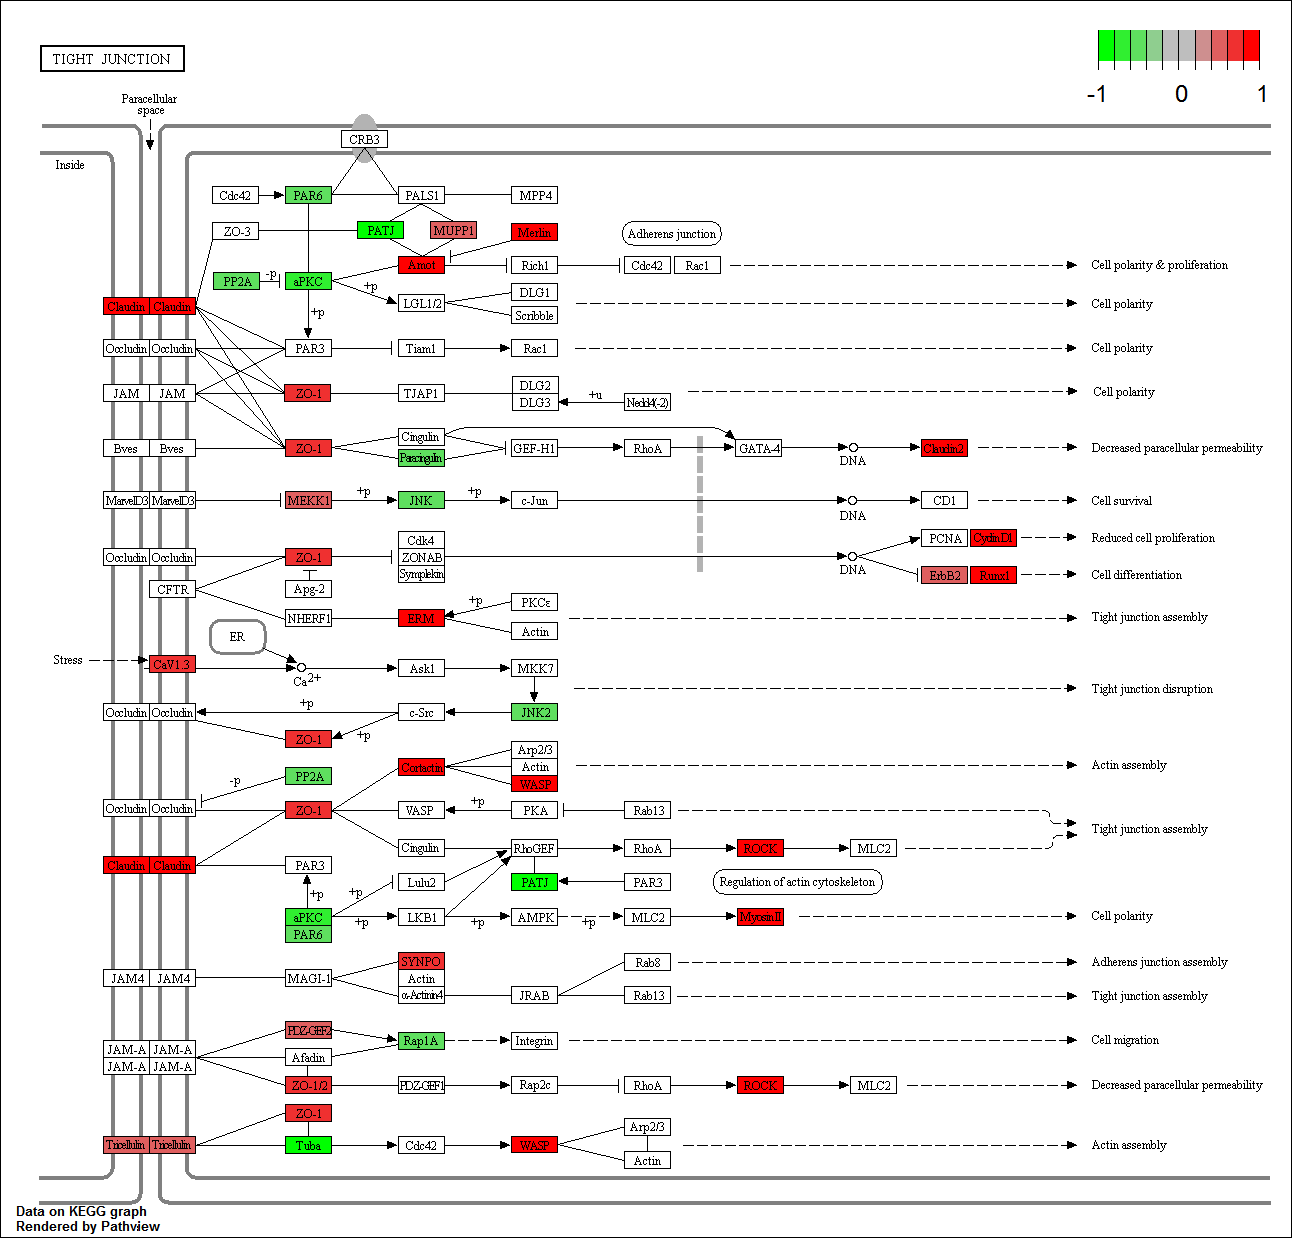 TIGHT JUNCTION
-1 0 1
Paracellular
space
CRB3
Inside
Cdc42 PAR6 PALS1 MPP4
ZO-3 PATJ MUPP1 Merlin Adherens junction
Amot Rich1 Cdc42 Rac1 Cell polarity & proliferation
PP2A -p aPKC +p
DLG1
Claudin Claudin LGL1/2 Cell polarity
+p Scribble
Occludin Occludin PAR3 Tiam1 Rac1 Cell polarity
DLG2
JAM JAM ZO-1 TJAP1 +u Cell polarity
DLG3 Nedd4(-2)
Cingulin
Bves Bves ZO-1 GEF-H1 RhoA GATA-4 Claudin2 Decreased paracellular permeability
Paracingulin DNA
+p +p
MarvelD3 MarvelD3 MEKK1 JNK c-Jun CD1 Cell survival
DNA
Cdk4 PCNA CyclinD1 Reduced cell proliferation
Occludin Occludin ZO-1 ZONAB
Symplekin DNA ErbB2 Runx1 Cell differentiation
CFTR Apg-2
+p PKCε
NHERF1 ERM Tight junction assembly
Actin
ER
Stress CaV1.3 Ask1 MKK7
Ca2+
Tight junction disruption
+p
Occludin Occludin c-Src JNK2
ZO-1 +p
Arp2/3
Cortactin Actin Actin assembly
-p PP2A WASP
Occludin Occludin ZO-1 VASP +p PKA Rab13
Tight junction assembly
Cingulin RhoGEF RhoA ROCK MLC2
Claudin Claudin PAR3
Lulu2 PATJ PAR3 Regulation of actin cytoskeleton
+p +p
aPKC +p LKB1 +p AMPK +p MLC2 MyosinII Cell polarity
PAR6
SYNPO Rab8 Adherens junction assembly
JAM4 JAM4 MAGI-1 Actin
α-Actinin4 JRAB Rab13 Tight junction assembly
PDZ-GEF2
JAM-A JAM-A Rap1A Integrin Cell migration
JAM-A JAM-A Afadin
ZO-1/2 PDZ-GEF1 Rap2c RhoA ROCK MLC2 Decreased paracellular permeability
ZO-1
Arp2/3
Tricellulin Tricellulin Tuba Cdc42 WASP Actin assembly
Actin
Data on KEGG graph
Rendered by Pathview